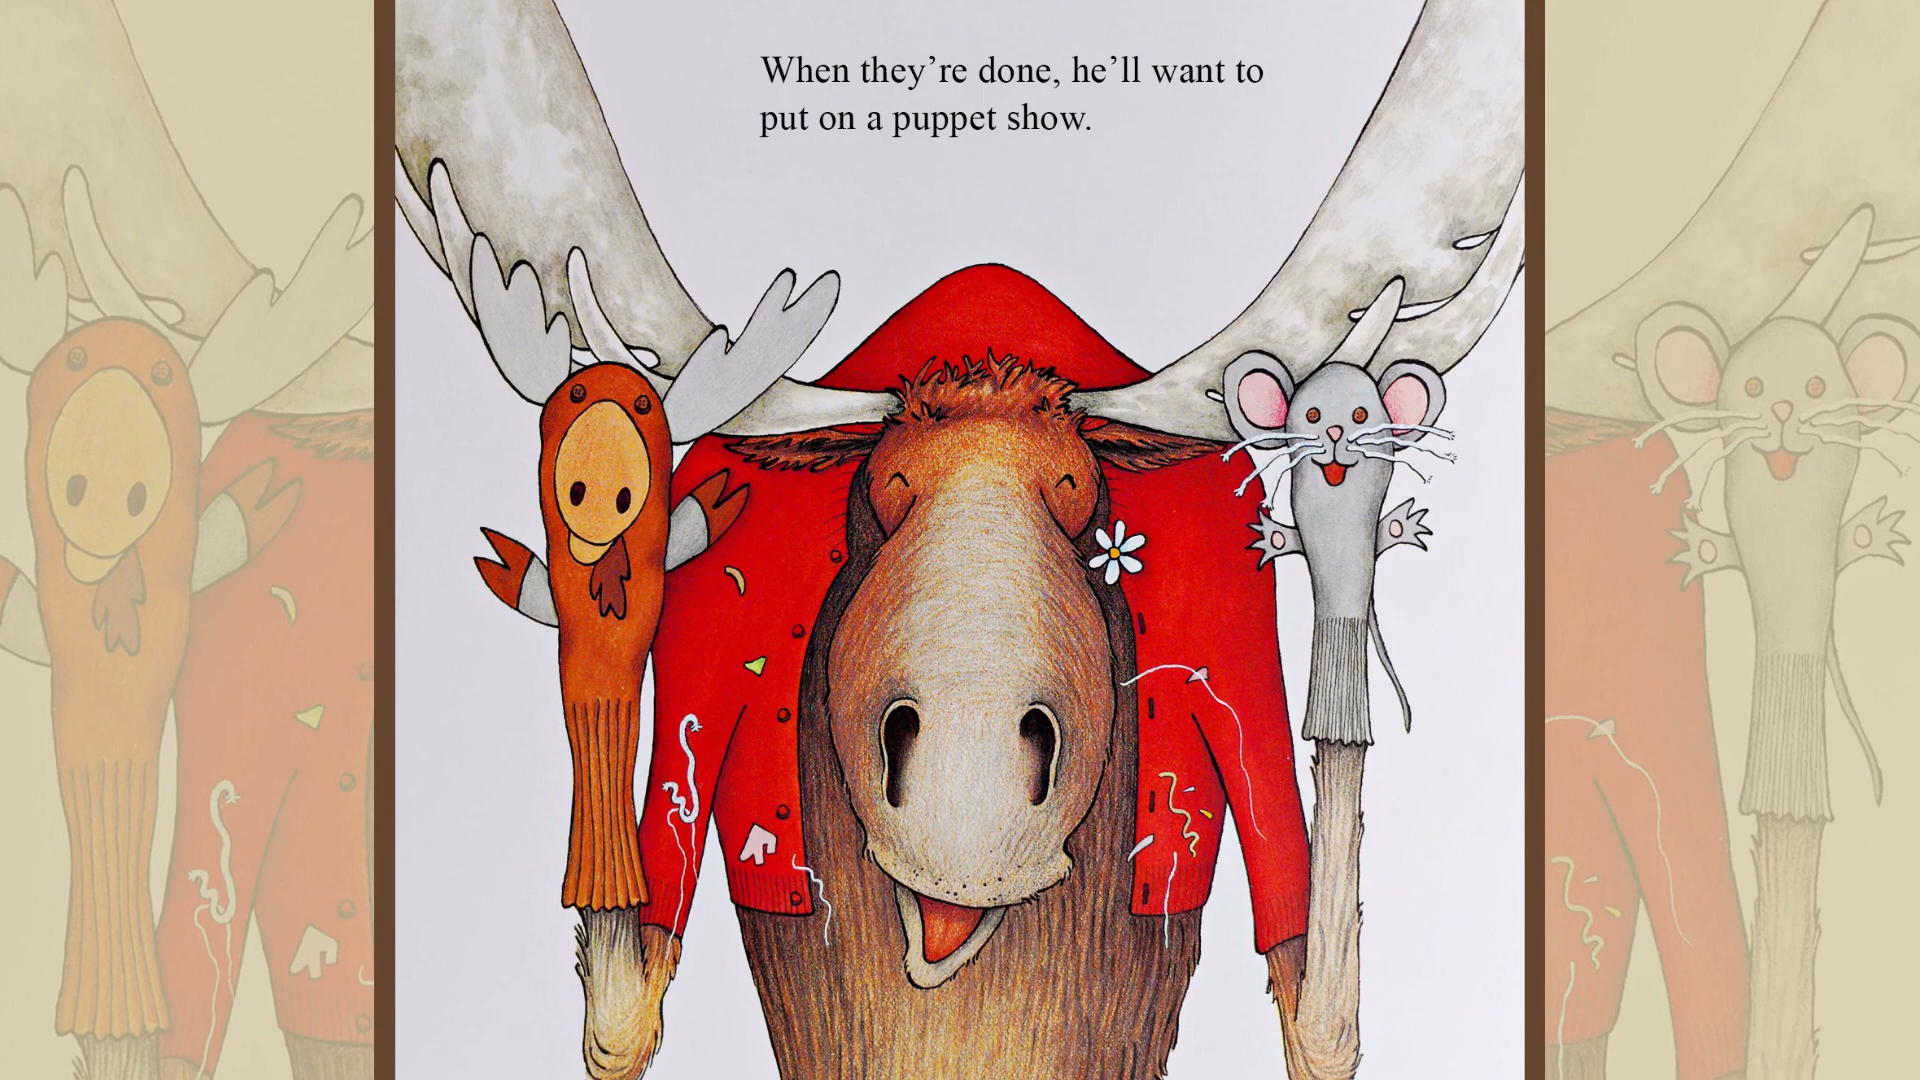 When they’re done, he’ll want to
put on a puppet show.